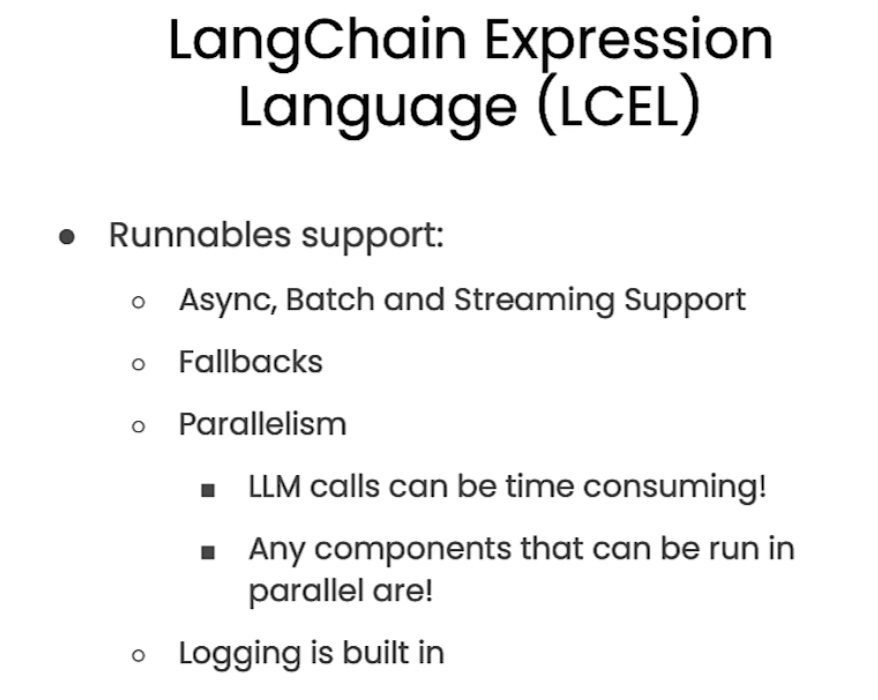 LangChain Expression
Language (LCEL)
● Runnables support:
○ Async, Batch and Streaming Support
○ Fallbacks
○ Parallelism
■ LLM calls can be time consuming!
■ Any components that can be run in
parallel are!
○ Logging is built in